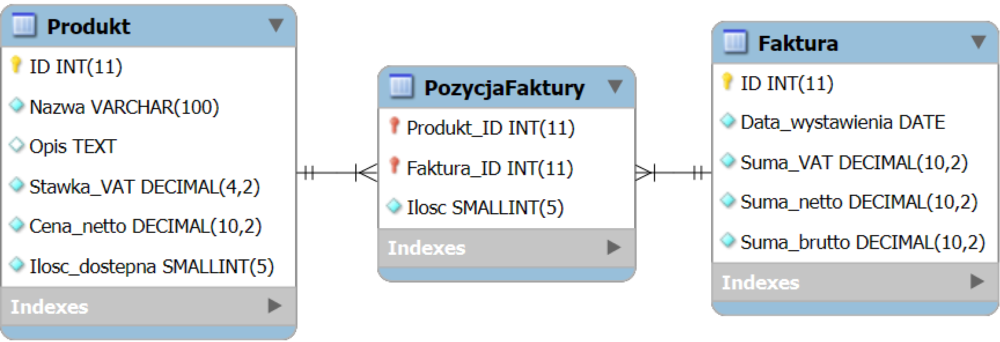 Produkt
ID INT(11)
Nazwa VARCHAR(100)
Opis TEXT
Stawka_VAT DECIMAL(4,2)
Cena_netto DECIMAL(10,2)
Ilosc_dostepna SMALLINT(5)
Indexes
PozycjaFaktury
Produkt_ID INT(11)
Faktura_ID INT(11)
Ilosc SMALLINT(5)
Indexes
Faktura
ID INT(11)
Data_wystawienia DATE
Suma_VAT DECIMAL(10,2)
Suma_netto DECIMAL(10,2)
Suma_brutto DECIMAL(10,2)
Indexes